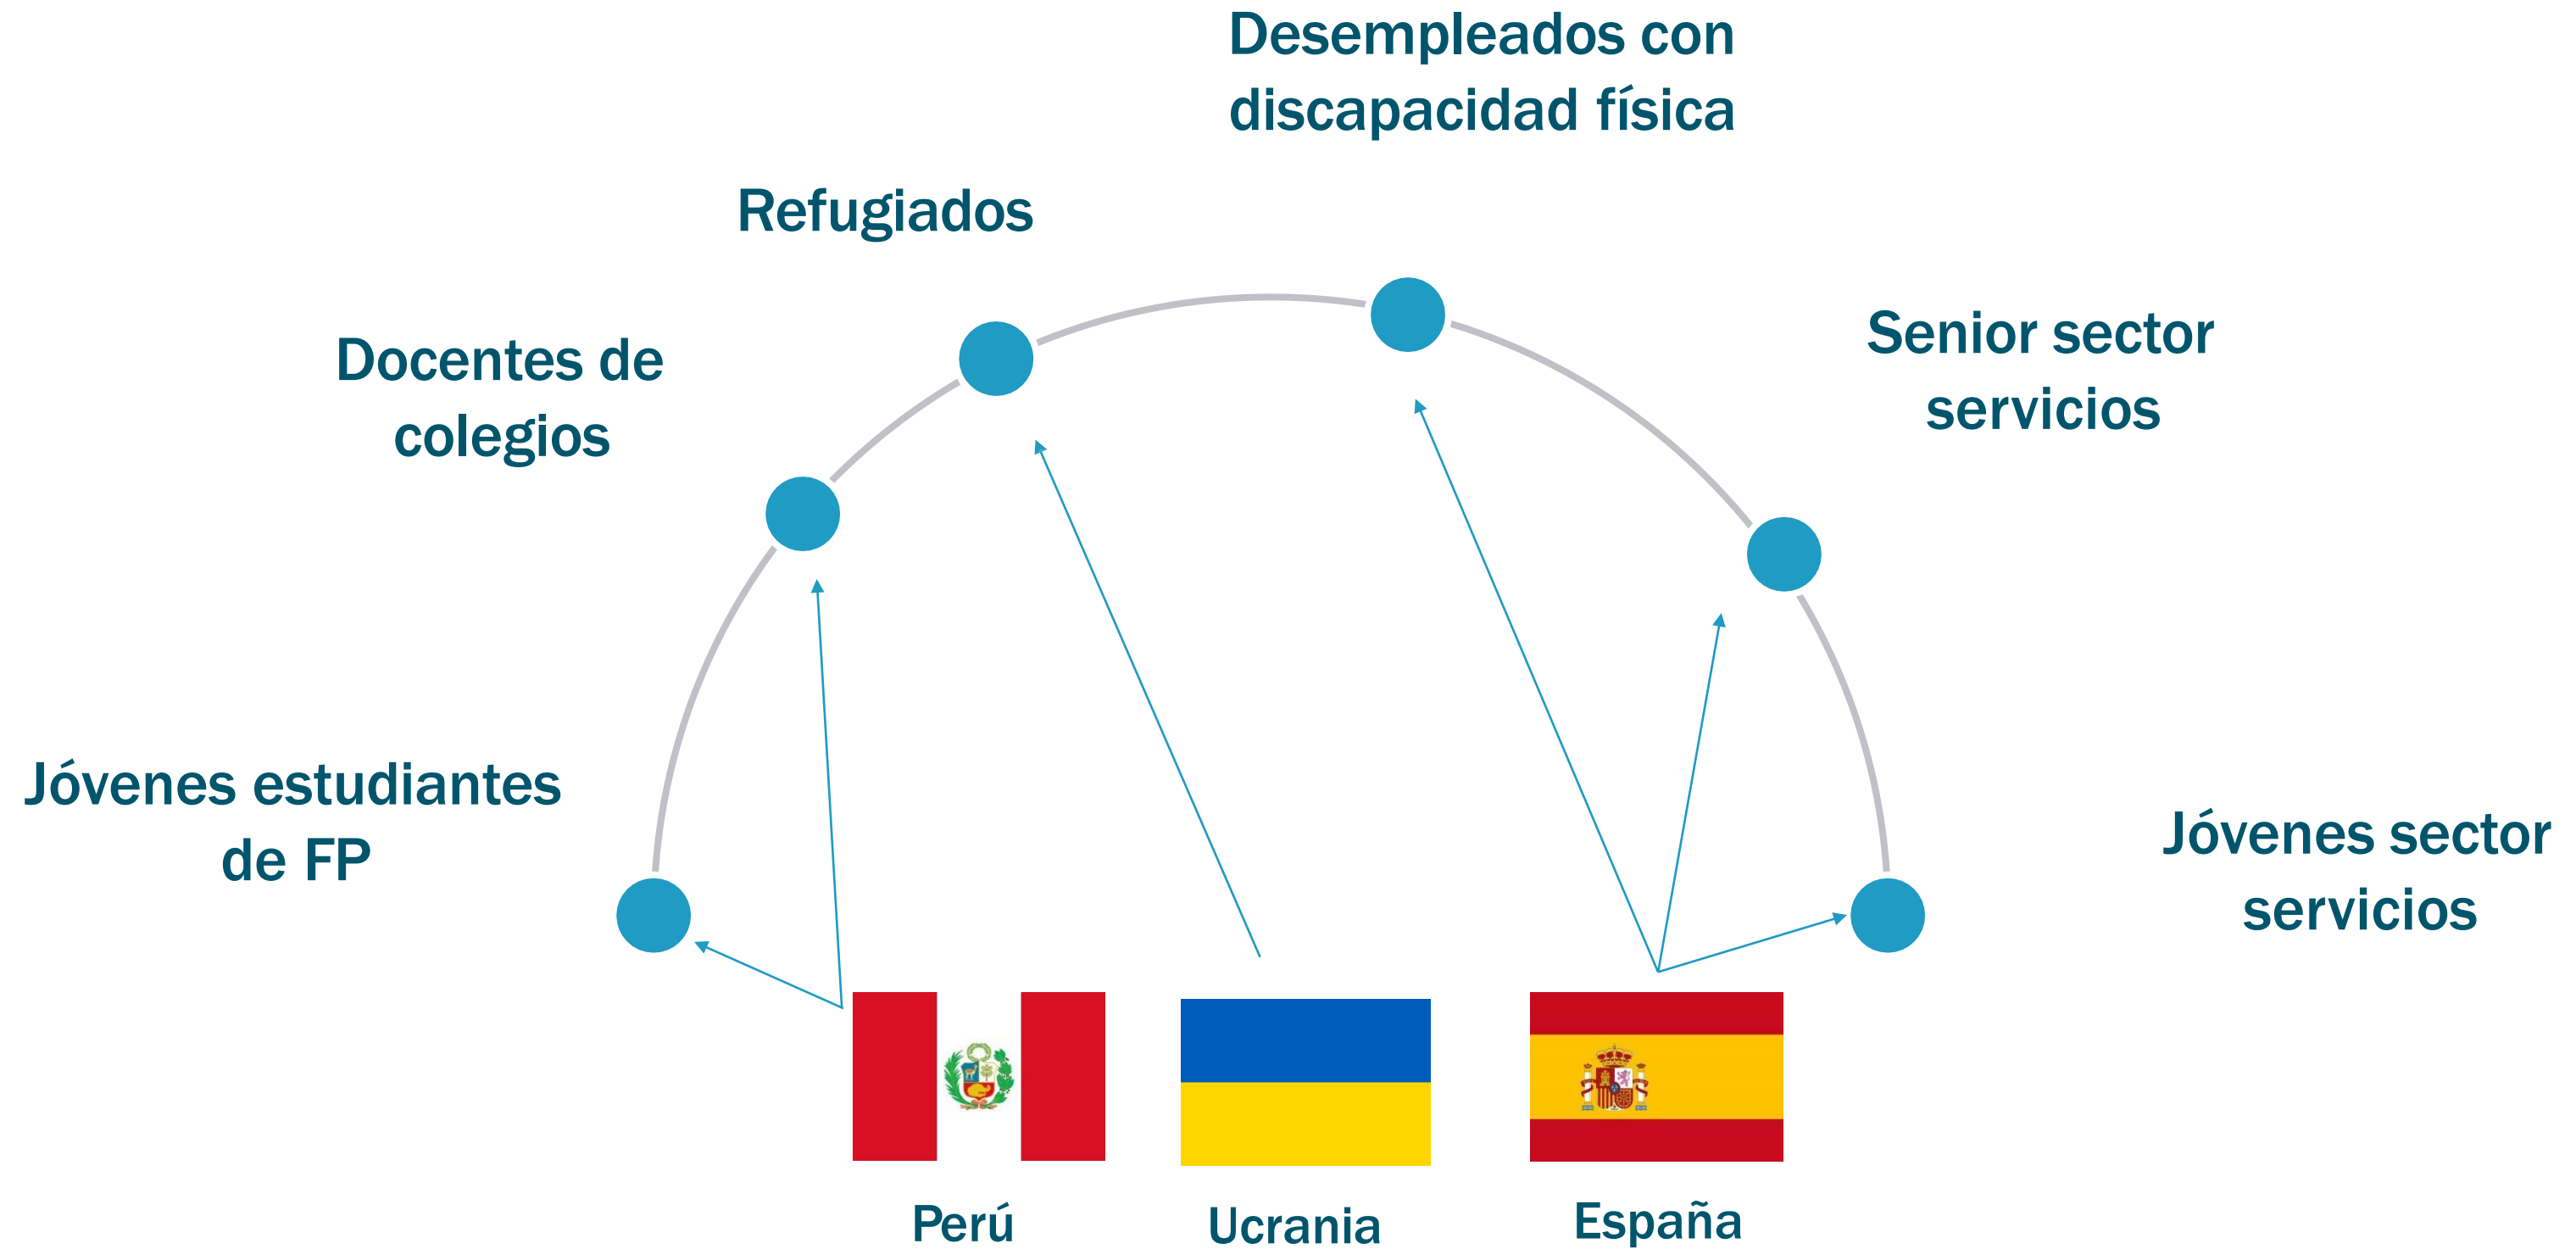 Desempleados con
discapacidad física
Refugiados
Senior sector
servicios
Docentes de
colegios
Jóvenes estudiantes
de FP
Jóvenes sector
servicios
Perú
Ucrania
España